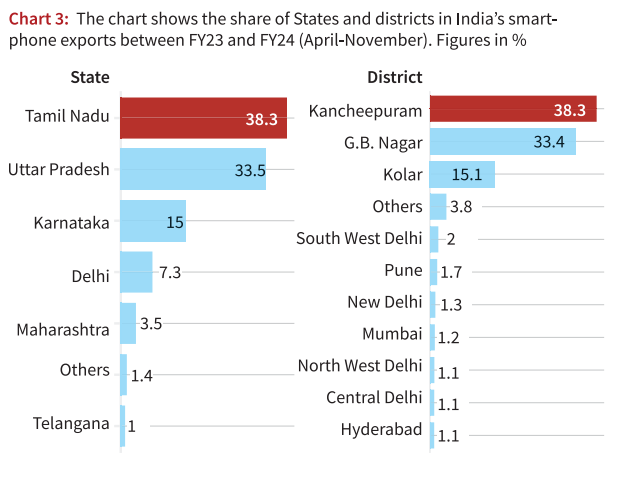 Chart 3: The chart shows the share of States and districts in India's smart-
phone exports between FY23 and FY24 (April-November). Figures in %
State
Tamil Nadu 38.3
Uttar Pradesh 33.5
Karnataka 15
Delhi 7.3
Maharashtra 3.5
Others 1.4
Telangana 1
District
Kancheepuram 38.3
G.B. Nagar 33.4
Kolar 15.1
Others 3.8
South West Delhi 2
Pune 1.7
New Delhi 1.3
Mumbai 1.2
North West Delhi 1.1
Central Delhi 1.1
Hyderabad 1.1